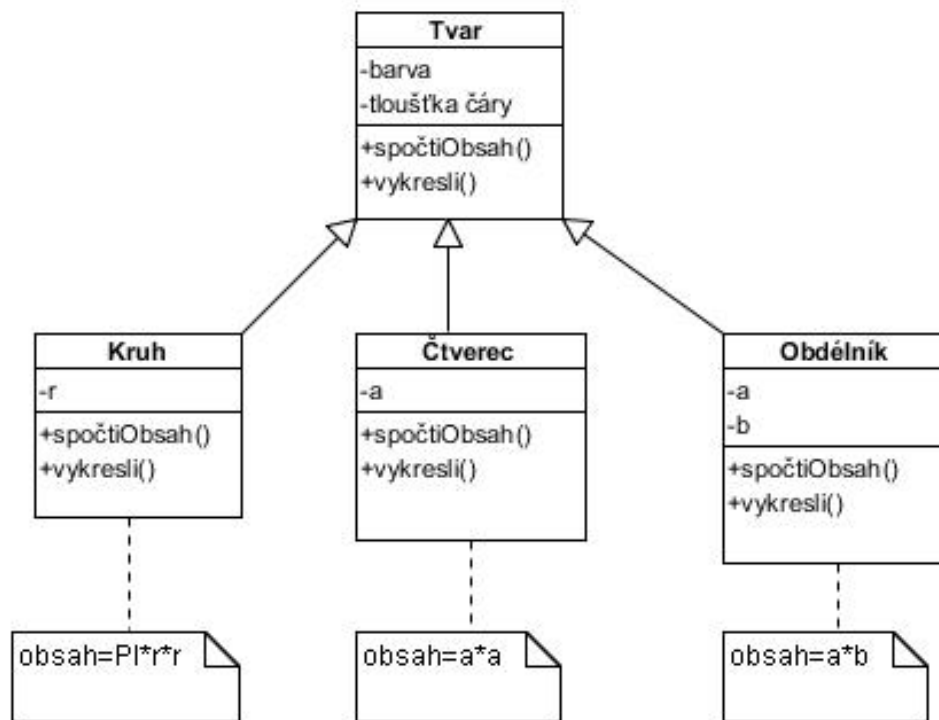 Tvar
-barva
-tloušťka čáry
+spočtiObsah()
+vykresli()
Kruh
-r
+spočtiObsah()
+vykresli()
Čtverec
-a
+spočtiObsah()
+vykresli()
Obdélník
-a
-b
+spočtiObsah()
+vykresli()
obsah=PI*r*r
obsah=a*a
obsah=a*b